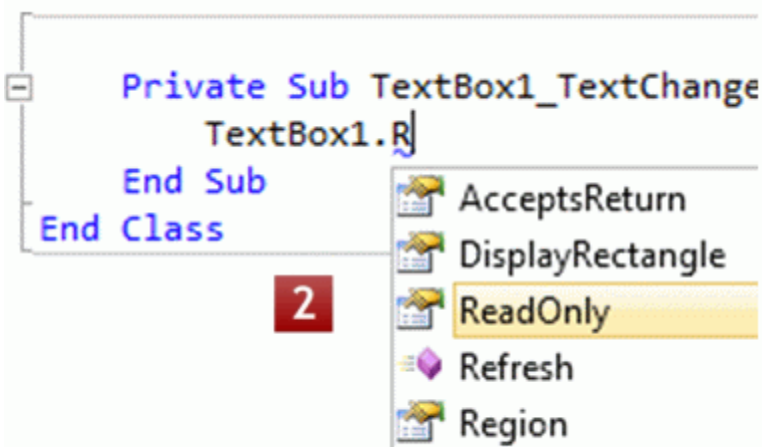 Private Sub TextBox1_TextChange
TextBox1.R
End Sub
End Class
AcceptsReturn
DisplayRectangle
2
ReadOnly
Refresh
Region